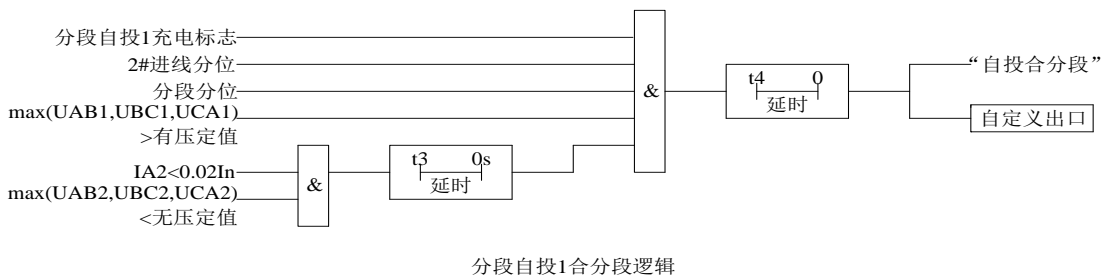 分段自投1充电标志
2#进线分位
分段分位
max(UAB1,UBC1,UCA1)
>有压定值
IA2<0.02In
max(UAB2,UBC2,UCA2)
<无压定值
&
t3 0s
延时
&
t4 0
延时
“自投合分段”
自定义出口
分段自投1合分段逻辑